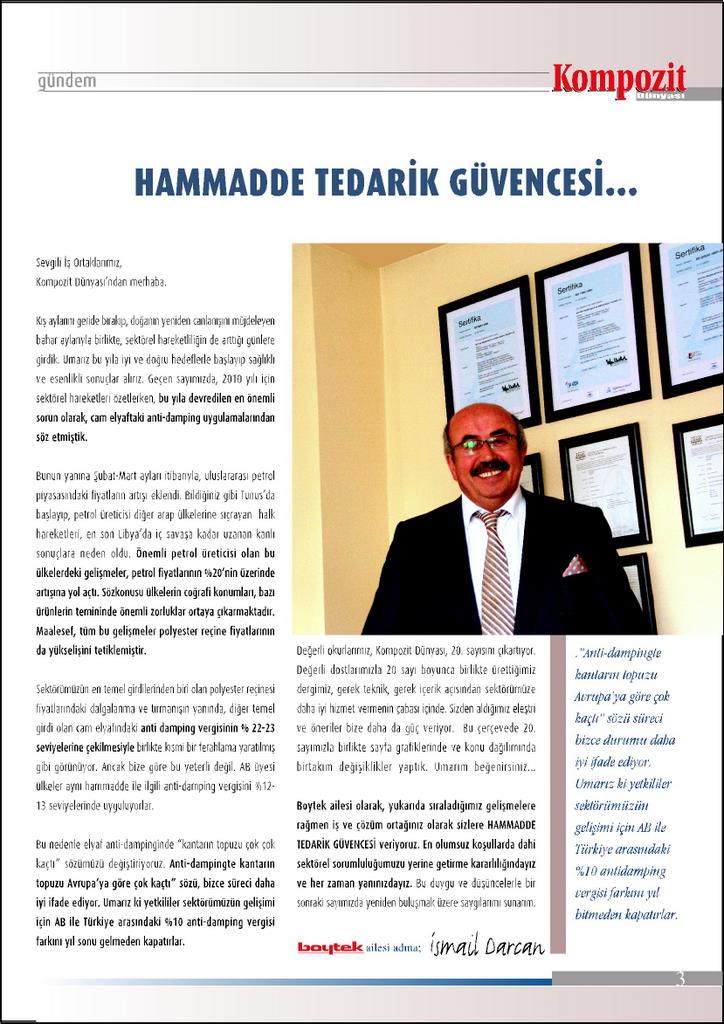 gündem
Kompozit
Dünyası
HAMMADDE TEDARİK GÜVENCESİ...
Sevgili İş Ortaklarımız,
Kompozit Dünyası'ndan merhaba.
Kış aylarını geride bırakıp, doğanın yeniden canlanışını müjdeleyen
bahar aylarıyla birlikte, sektörel hareketliliğin de arttığı günlere
girdik. Umarız bu yıla iyi ve doğru hedeflerle başlayıp sağlıklı
ve esenlikli sonuçlar alırız. Geçen sayımızda, 2010 yılı için
sektörel hareketleri özetlerken, bu yıla devredilen en önemli
sorun olarak, cam elyaftaki anti-damping uygulamalarından
söz etmiştik.
Bunun yanına Şubat-Mart ayları itibarıyla, uluslararası petrol
piyasasındaki fiyatların artışı eklendi. Bildiğiniz gibi Tunus'da
başlayıp, petrol üreticisi diğer arap ülkelerine sıçrayan halk
hareketleri, en son Libya'da iç savaşa kadar uzanan kanlı
sonuçlara neden oldu. Önemli petrol üreticisi olan bu
ülkelerdeki gelişmeler, petrol fiyatlarının %20'nin üzerinde
artışına yol açtı. Sözkonusu ülkelerin coğrafi konumları, bazı
ürünlerin temininde önemli zorluklar ortaya çıkarmaktadır.
Maalesef, tüm bu gelişmeler polyester reçine fiyatlarının
da yükselişini tetiklemiştir.
Sektörümüzün en temel girdilerinden biri olan polyester reçinesi
fiyatlarındaki dalgalanma ve tırmanışın yanında, diğer temel
girdi olan cam elyafındaki anti damping vergisinin % 22-23
seviyelerine çekilmesiyle birlikte kısmi bir ferahlama yaratılmış
gibi görünüyor. Ancak bize göre bu yeterli değil. AB üyesi
ülkeler aynı hammadde ile ilgili anti-damping vergisini %12-
13 seviyelerinde uyguluyorlar.
Bu nedenle elyaf anti-dampinginde "kantarın topuzu çok çok
kaçtı" sözümüzü değiştiriyoruz. Anti-dampingte kantarın
topuzu Avrupa'ya göre çok kaçtı" sözü, bizce süreci daha
iyi ifade ediyor. Umarız ki yetkililer sektörümüzün gelişimi
için AB ile Türkiye arasındaki %10 anti-damping vergisi
farkını yıl sonu gelmeden kapatırlar.
Sertifika
Sertifika
Sertifika
Değerli okurlarımız, Kompozit Dünyası, 20. sayısını çıkartıyor.
Değerli dostlarımızla 20 sayı boyunca birlikte ürettiğimiz
dergimiz, gerek teknik, gerek içerik açısından sektörümüze
daha iyi hizmet vermenin çabası içinde. Sizden aldığımız eleştri
ve öneriler bize daha da güç veriyor. Bu çerçevede 20.
sayımızla birlikte sayfa grafiklerinde ve konu dağılımında
birtakım değişiklikler yaptık. Umarım beğenirsiniz...
Boytek ailesi olarak, yukarıda sıraladığımız gelişmelere
rağmen iş ve çözüm ortağınız olarak sizlere HAMMADDE
TEDARİK GÜVENCESİ veriyoruz. En olumsuz koşullarda dahi
sektörel sorumluluğumuzu yerine getirme kararlılığındayız
ve her zaman yanınızdayız. Bu duygu ve düşüncelerle bir
sonraki sayımızda yeniden buluşmak üzere saygılarımı sunarım.
boytek ailesi adına; İsmail Darcan
."Anti-dampingte
kantarın topuzu
Avrupa'ya göre çok
kaçtı" sözü süreci
bizce durumu daha
iyi ifade ediyor.
Umarız ki yetkililer
sektörümüzün
gelişimi için AB ile
Türkiye arasındaki
%10 antidamping
vergisi farkını yıl
bitmeden kapatırlar.
3